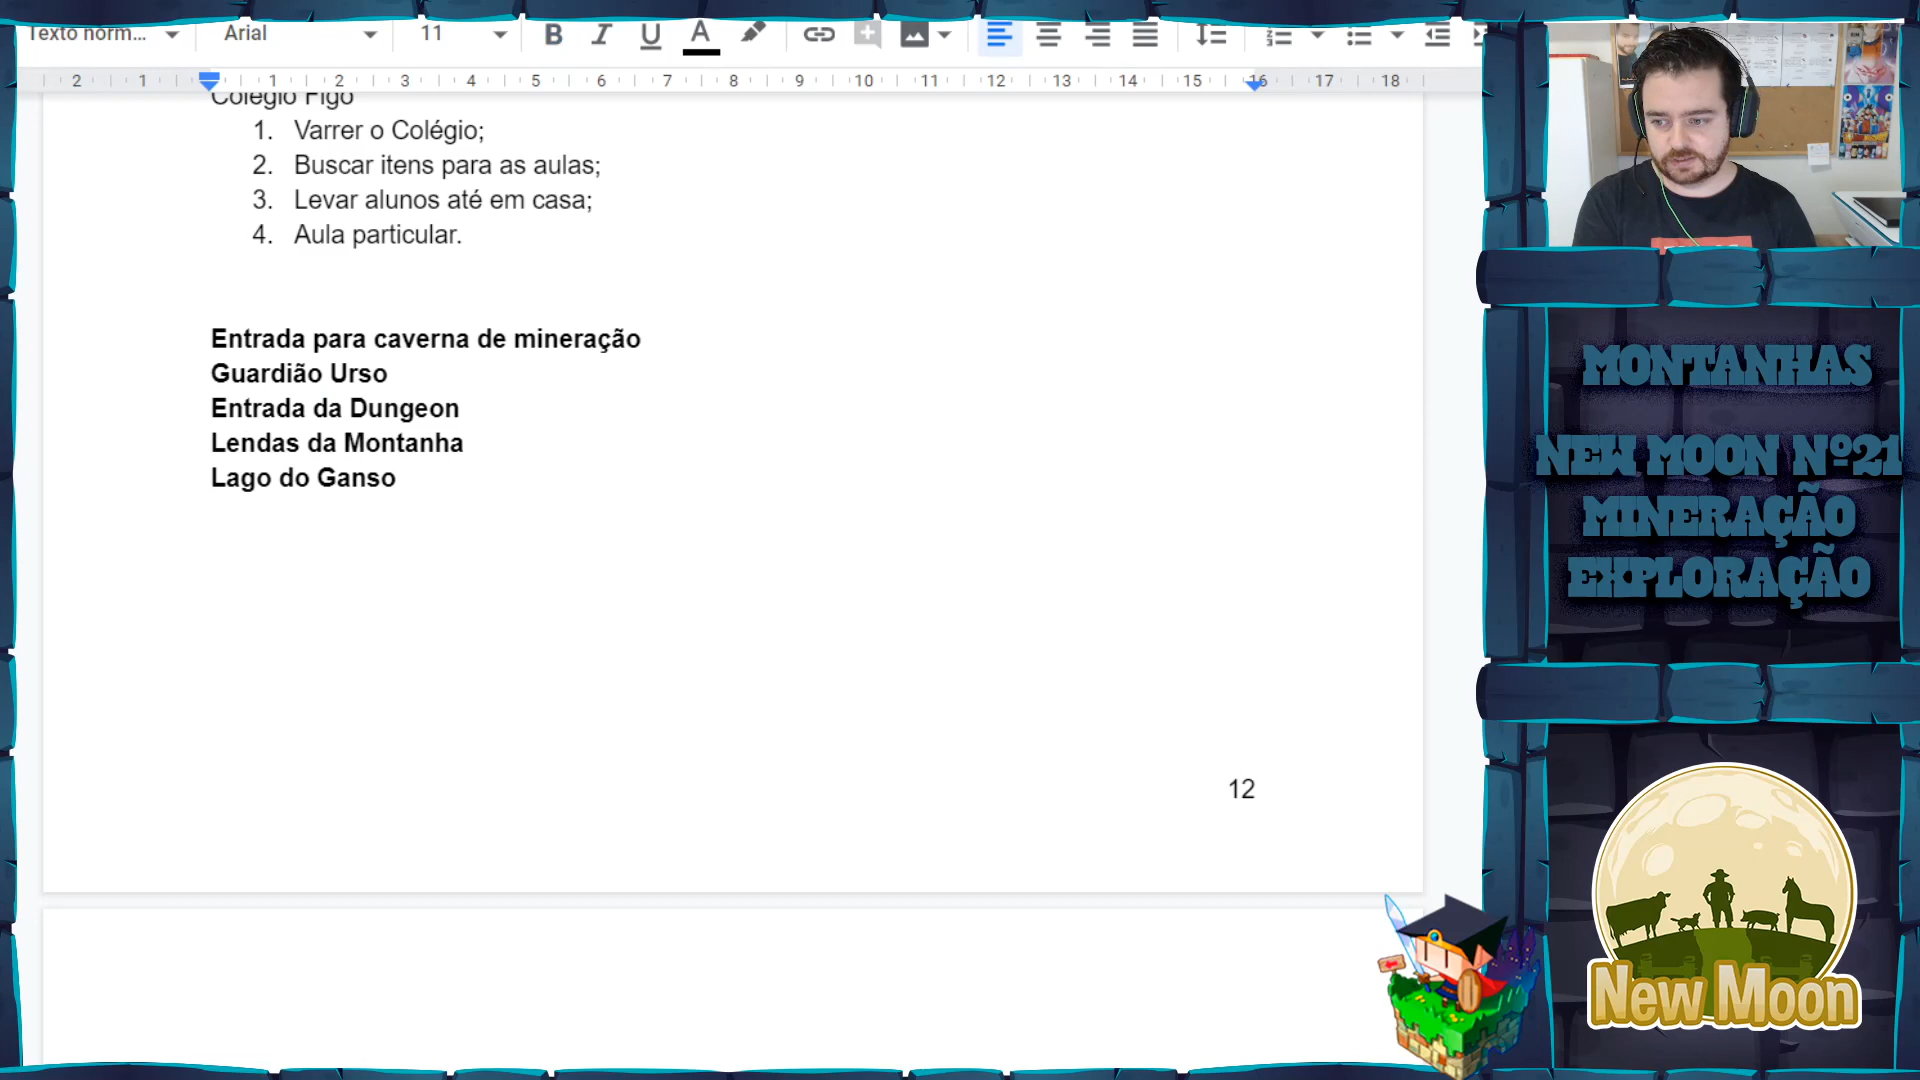 Texto norm...
Arial
11
B I U A
2 1 1 2 3 4 5 6 7 8 9 10 11 12 13 14 15 16 17 18
Colégio Figo
1. Varrer o Colégio;
2. Buscar itens para as aulas;
3. Levar alunos até em casa;
4. Aula particular.
Entrada para caverna de mineração
Guardião Urso
Entrada da Dungeon
Lendas da Montanha
Lago do Ganso
12
MONTANHAS
NEW MOON Nº21
MINERAÇÃO
EXPLORAÇÃO
New Moon